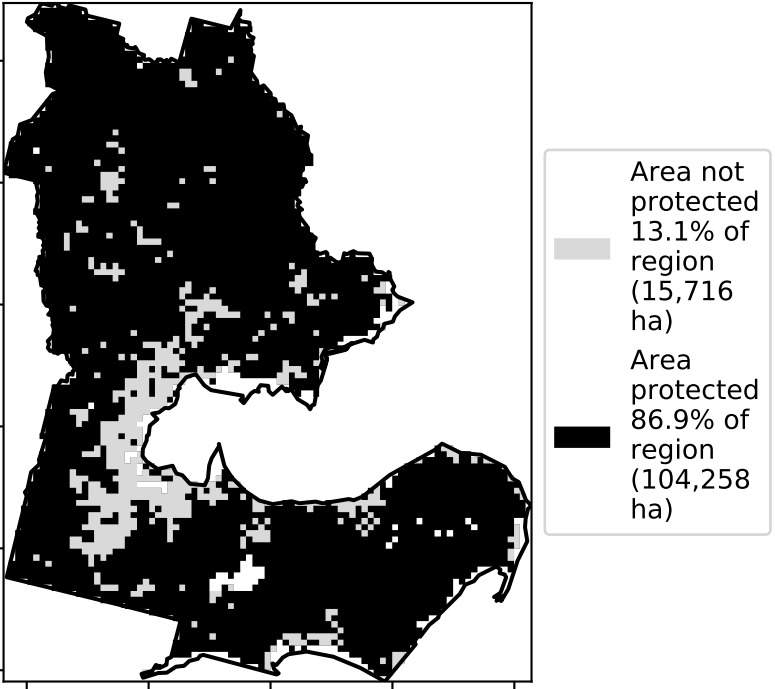 Area not
protected
13.1% of
region
(15,716
ha)
Area
protected
86.9% of
region
(104,258
ha)